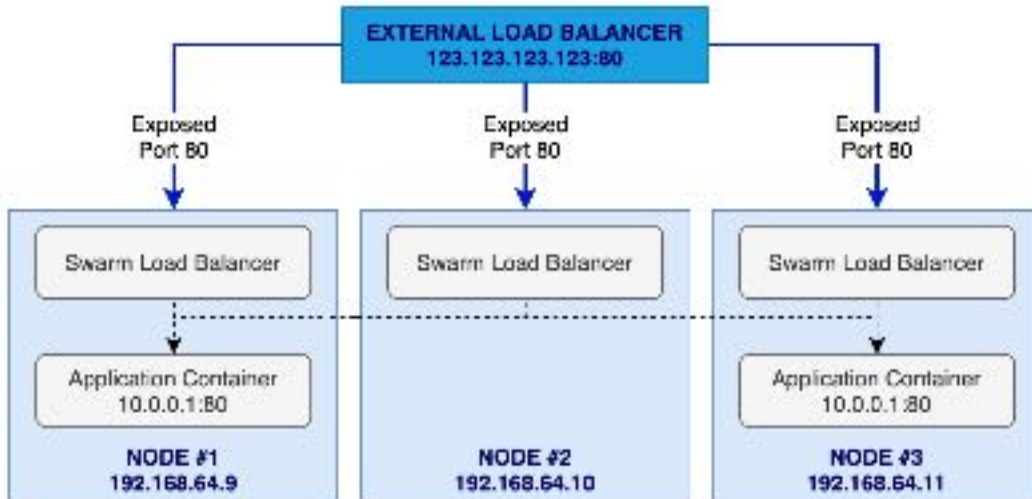 EXTERNAL LOAD BALANCER
123.123.123.123:80
Exposed
Port 80
Exposed
Port 80
Exposed
Port 80
Swarm Load Balancer
Swarm Load Balancer
Swarm Load Balancer
Application Container
10.0.0.1:80
Application Container
10.0.0.1:80
NODE #1
192.168.64.9
NODE #2
192.168.64.10
NODE #3
192.168.64.11